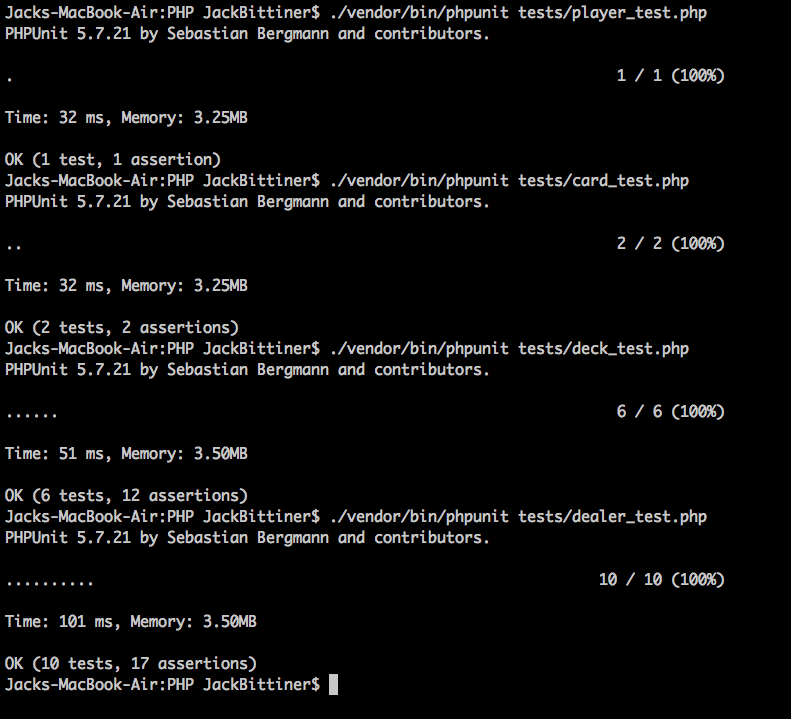 Jacks-MacBook-Air:PHP JackBittiner$ ./vendor/bin/phpunit tests/player_test.php
PHPUnit 5.7.21 by Sebastian Bergmann and contributors.
. 1 / 1 (100%)
Time: 32 ms, Memory: 3.25MB
OK (1 test, 1 assertion)
Jacks-MacBook-Air:PHP JackBittiner$ ./vendor/bin/phpunit tests/card_test.php
PHPUnit 5.7.21 by Sebastian Bergmann and contributors.
.. 2 / 2 (100%)
Time: 32 ms, Memory: 3.25MB
OK (2 tests, 2 assertions)
Jacks-MacBook-Air:PHP JackBittiner$ ./vendor/bin/phpunit tests/deck_test.php
PHPUnit 5.7.21 by Sebastian Bergmann and contributors.
...... 6 / 6 (100%)
Time: 51 ms, Memory: 3.50MB
OK (6 tests, 12 assertions)
Jacks-MacBook-Air:PHP JackBittiner$ ./vendor/bin/phpunit tests/dealer_test.php
PHPUnit 5.7.21 by Sebastian Bergmann and contributors.
.......... 10 / 10 (100%)
Time: 101 ms, Memory: 3.50MB
OK (10 tests, 17 assertions)
Jacks-MacBook-Air:PHP JackBittiner$